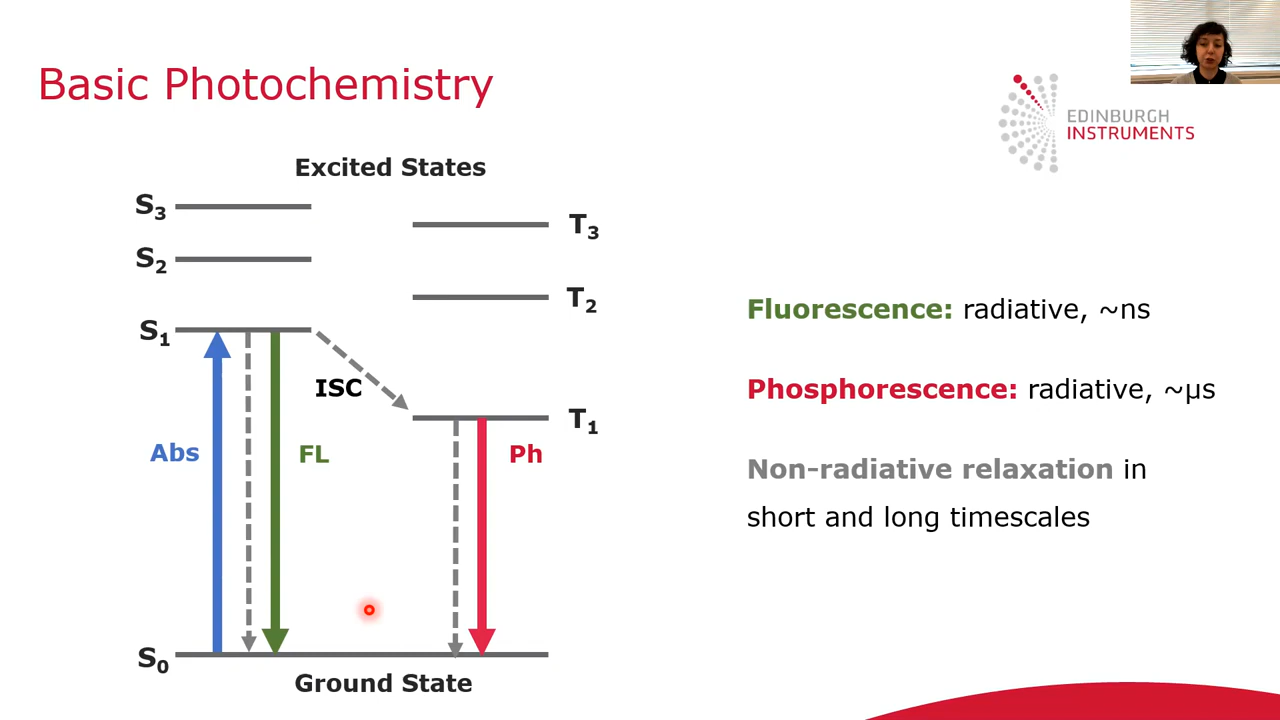 Basic Photochemistry
EDINBURGH
INSTRUMENTS
Excited States
S3
T3
S2
T2
S1
ISC
T1
Abs
FL
Ph
S0
Ground State
Fluorescence: radiative, ~ns
Phosphorescence: radiative, ~μs
Non-radiative relaxation in
short and long timescales